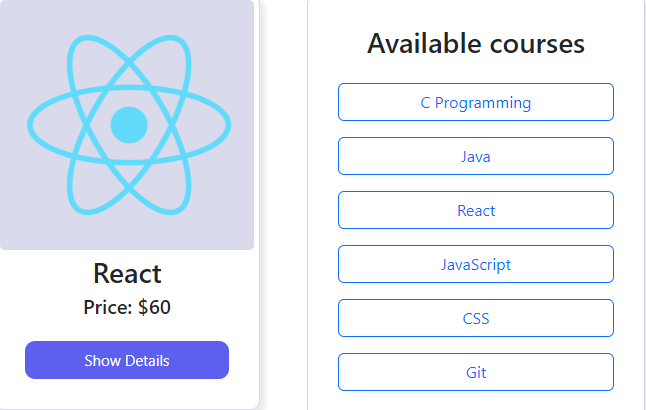 React
Price: $60
Show Details
Available courses
C Programming
Java
React
JavaScript
CSS
Git